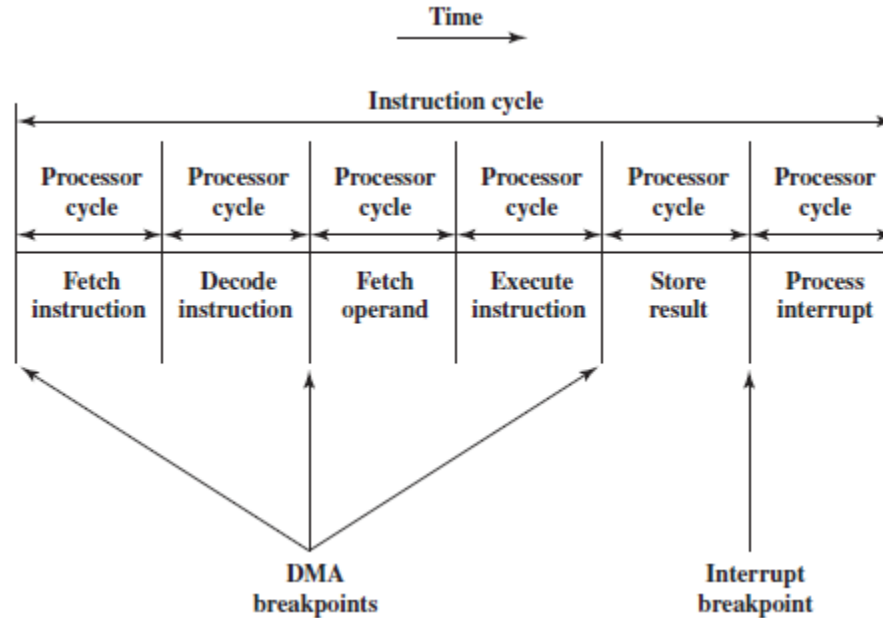 Time
Instruction cycle
Processor cycle
Processor cycle
Processor cycle
Processor cycle
Processor cycle
Processor cycle
Fetch instruction
Decode instruction
Fetch operand
Execute instruction
Store result
Process interrupt
DMA breakpoints
Interrupt breakpoint